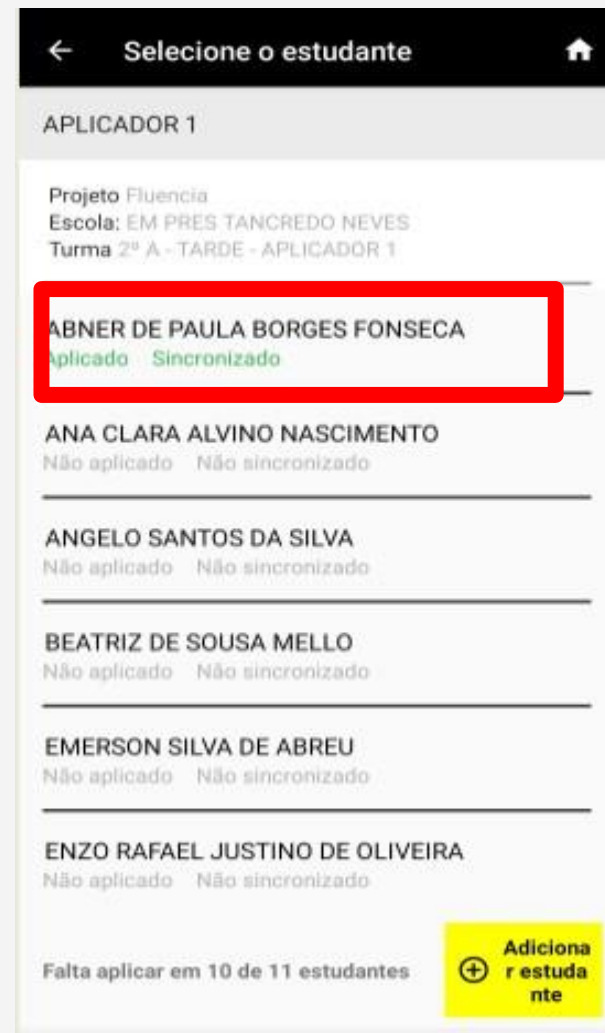 Selecione o estudante
APLICADOR 1
Projeto Fluencia
Escola: EM PRES TANCREDO NEVES
Turma 2º A - TARDE - APLICADOR 1
ABNER DE PAULA BORGES FONSECA
Aplicado Sincronizado
ANA CLARA ALVINO NASCIMENTO
Não aplicado Não sincronizado
ANGELO SANTOS DA SILVA
Não aplicado Não sincronizado
BEATRIZ DE SOUSA MELLO
Não aplicado Não sincronizado
EMERSON SILVA DE ABREU
Não aplicado Não sincronizado
ENZO RAFAEL JUSTINO DE OLIVEIRA
Não aplicado Não sincronizado
Falta aplicar em 10 de 11 estudantes
Adiciona
r estuda
nte